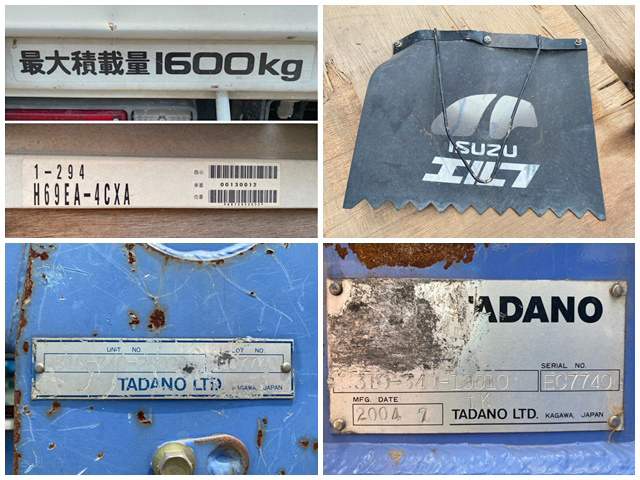 最大積載量1600kg
1-294
H69EA-4CXA
00130012
ISUZU
エルフ
UNIT NO.
LOT NO.
TADANO LTD. KAGAWA, JAPAN
TADANO
SERIAL NO.
EC7740
MFG. DATE
2004 7
TADANO LTD. KAGAWA, JAPAN